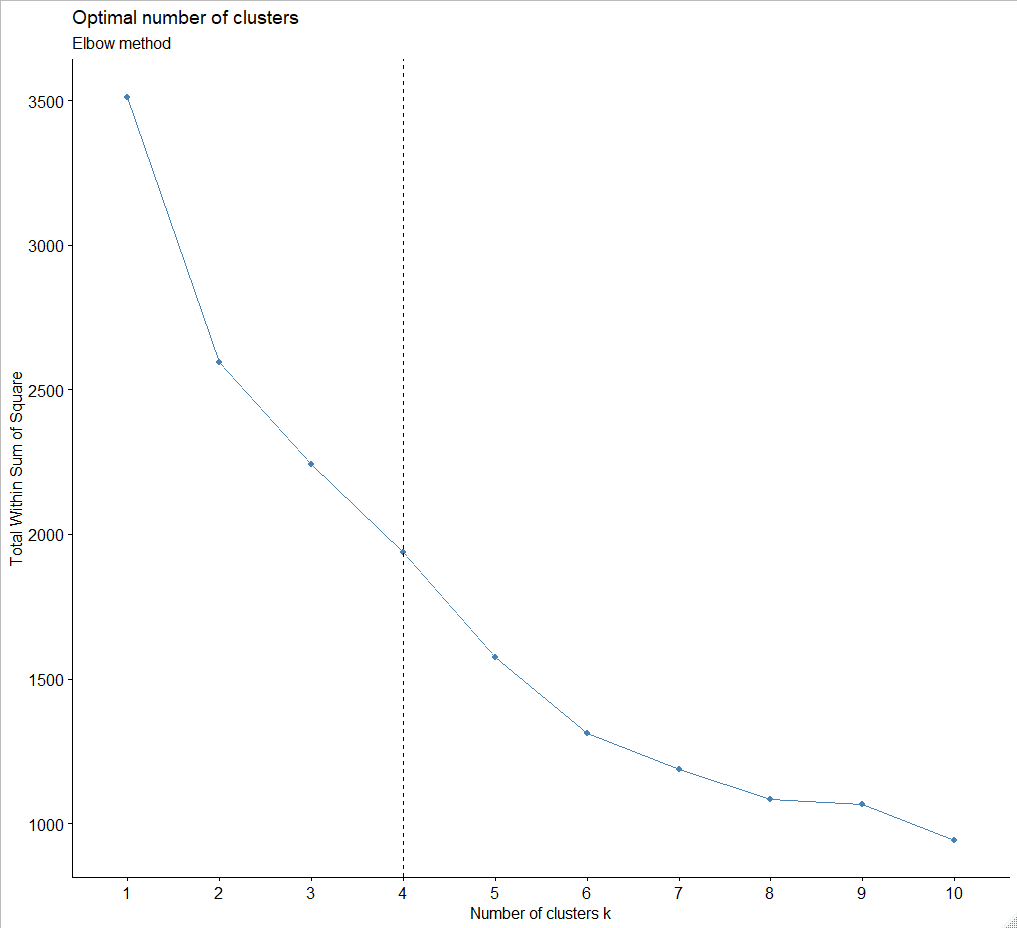 Optimal number of clusters
Elbow method
Total Within Sum of Square
3500
3000
2500
2000
1500
1000
1 2 3 4 5 6 7 8 9 10
Number of clusters k